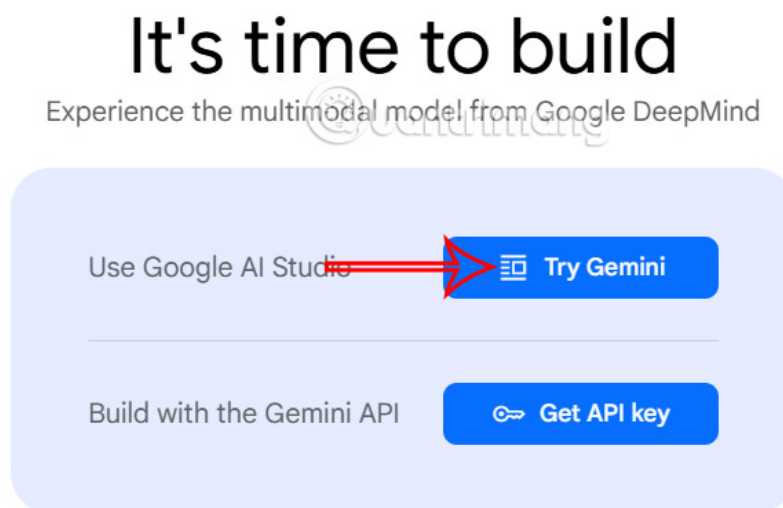 It's time to build
Experience the multimodal model from Google DeepMind
Quantrimang
Use Google AI Studio
Try Gemini
Build with the Gemini API
Get API key